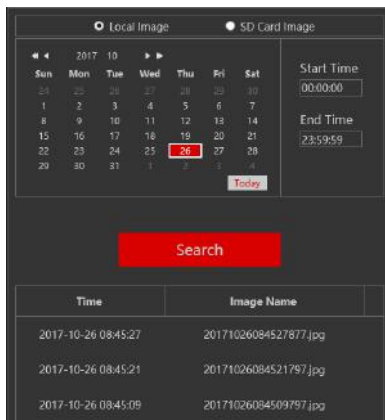 Local Image SD Card Image
2017 10
Sun Mon Tue Wed Thu Fri Sat
24 25 26 27 28 29 30
1 2 3 4 5 6 7
8 9 10 11 12 13 14
15 16 17 18 19 20 21
22 23 24 25 26 27 28
29 30 31 1 2 3 4
Today
Start Time
00:00:00
End Time
23:59:59
Search
Time Image Name
2017-10-26 08:45:27 20171026084527877.jpg
2017-10-26 08:45:21 20171026084521797.jpg
2017-10-26 08:45:09 20171026084509797.jpg